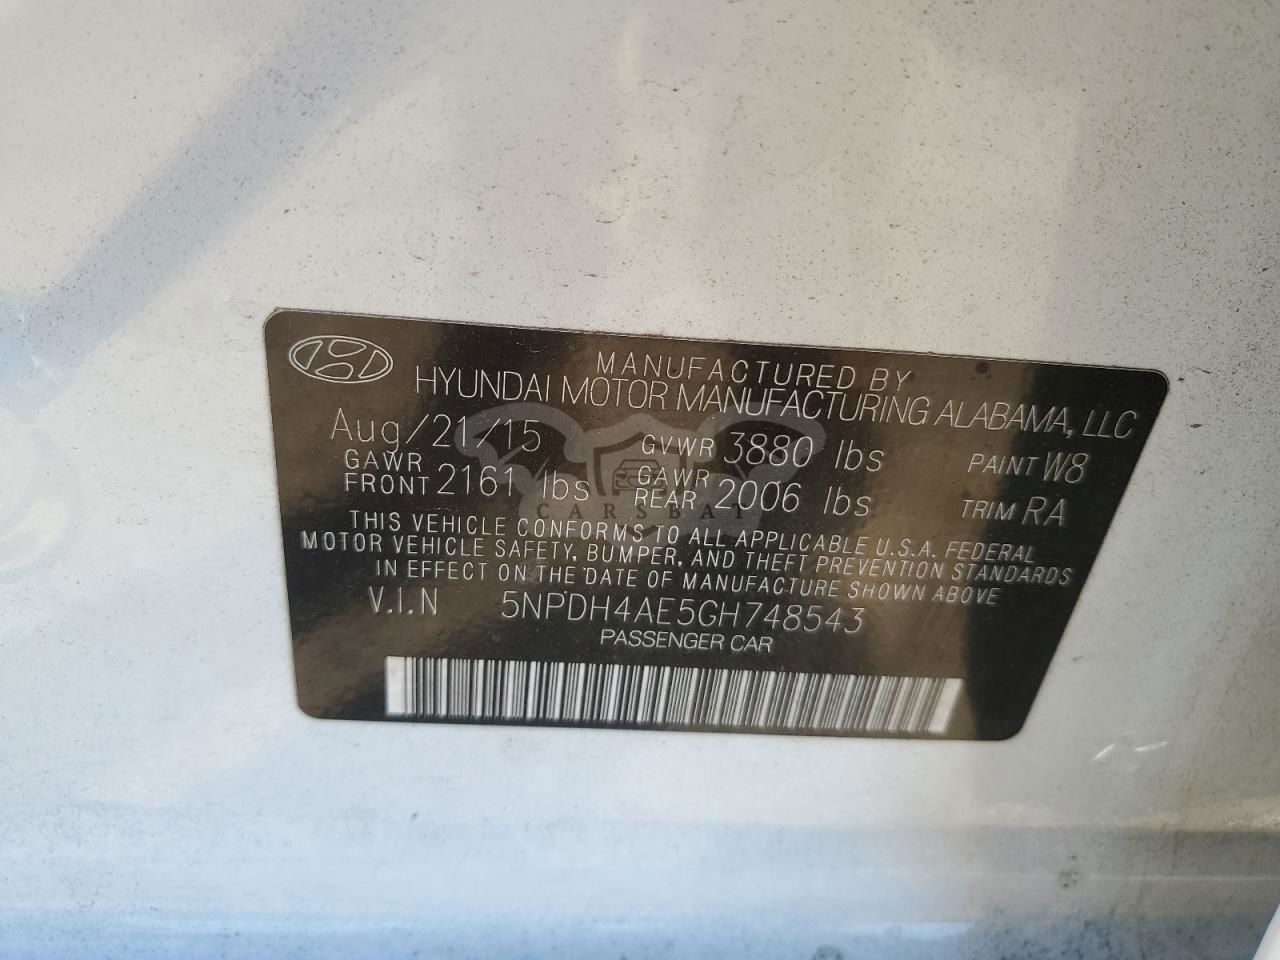 MANUFACTURED BY
HYUNDAI MOTOR MANUFACTURING ALABAMA, LLC
Aug/21/15 GVWR 3880 lbs PAINT W8
GAWR FRONT 2161 lbs GAWR REAR 2006 lbs TRIM RA
CARSBAT
THIS VEHICLE CONFORMS TO ALL APPLICABLE U.S.A. FEDERAL
MOTOR VEHICLE SAFETY, BUMPER, AND THEFT PREVENTION STANDARDS
IN EFFECT ON THE DATE OF MANUFACTURE SHOWN ABOVE
V.I.N 5NPDH4AE5GH748543
PASSENGER CAR